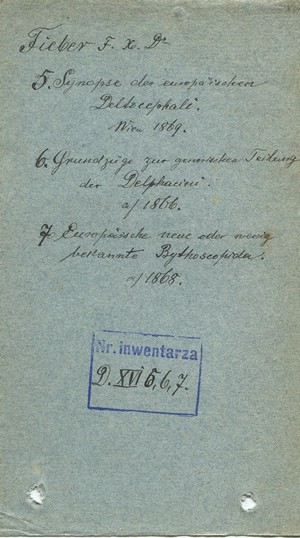 Fieber F. X. Dr
5. Synopse der europäischen
Deltocephali.
Wien 1869.
6. Grundzüge zur generischen Teilung
der Delphacini.
a/ 1866.
7. Europäische neue oder wenig
bekannte Bythoscopida.
a/ 1868.
Nr. inwentarza
D. XVI 5, 6, 7.